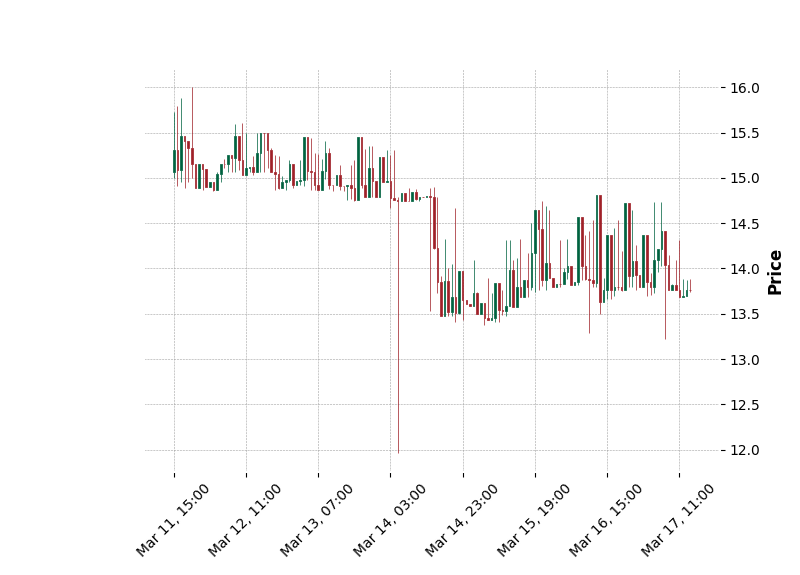 16.0
15.5
15.0
14.5
14.0
13.5
13.0
12.5
12.0
Price
Mar 11, 15:00
Mar 12, 11:00
Mar 13, 07:00
Mar 14, 03:00
Mar 14, 23:00
Mar 15, 19:00
Mar 16, 15:00
Mar 17, 11:00